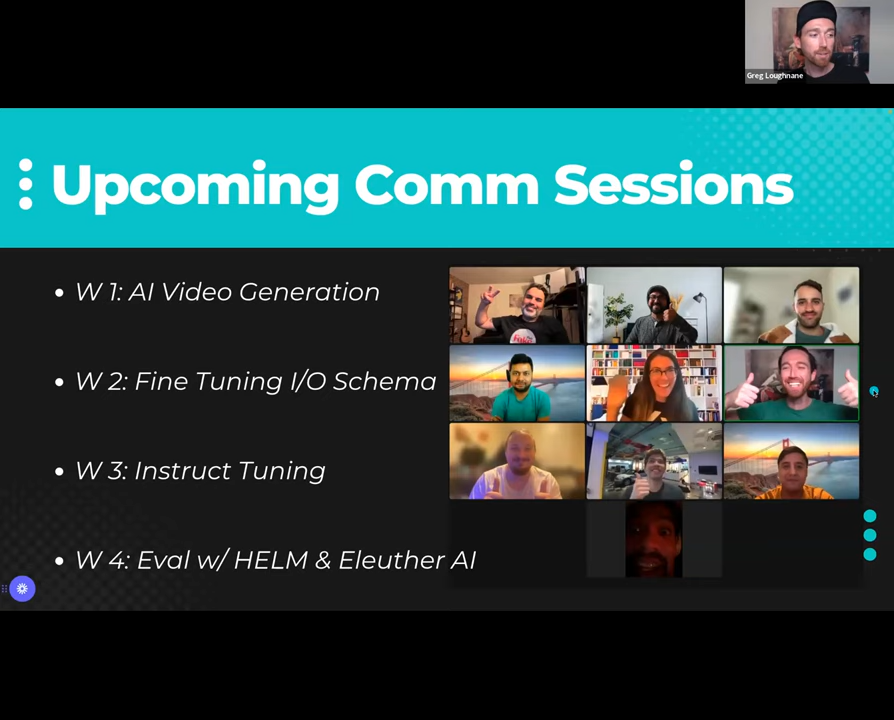 Greg Loughnane
Upcoming Comm Sessions
W 1: AI Video Generation
W 2: Fine Tuning I/O Schema
W 3: Instruct Tuning
W 4: Eval w/ HELM & Eleuther AI